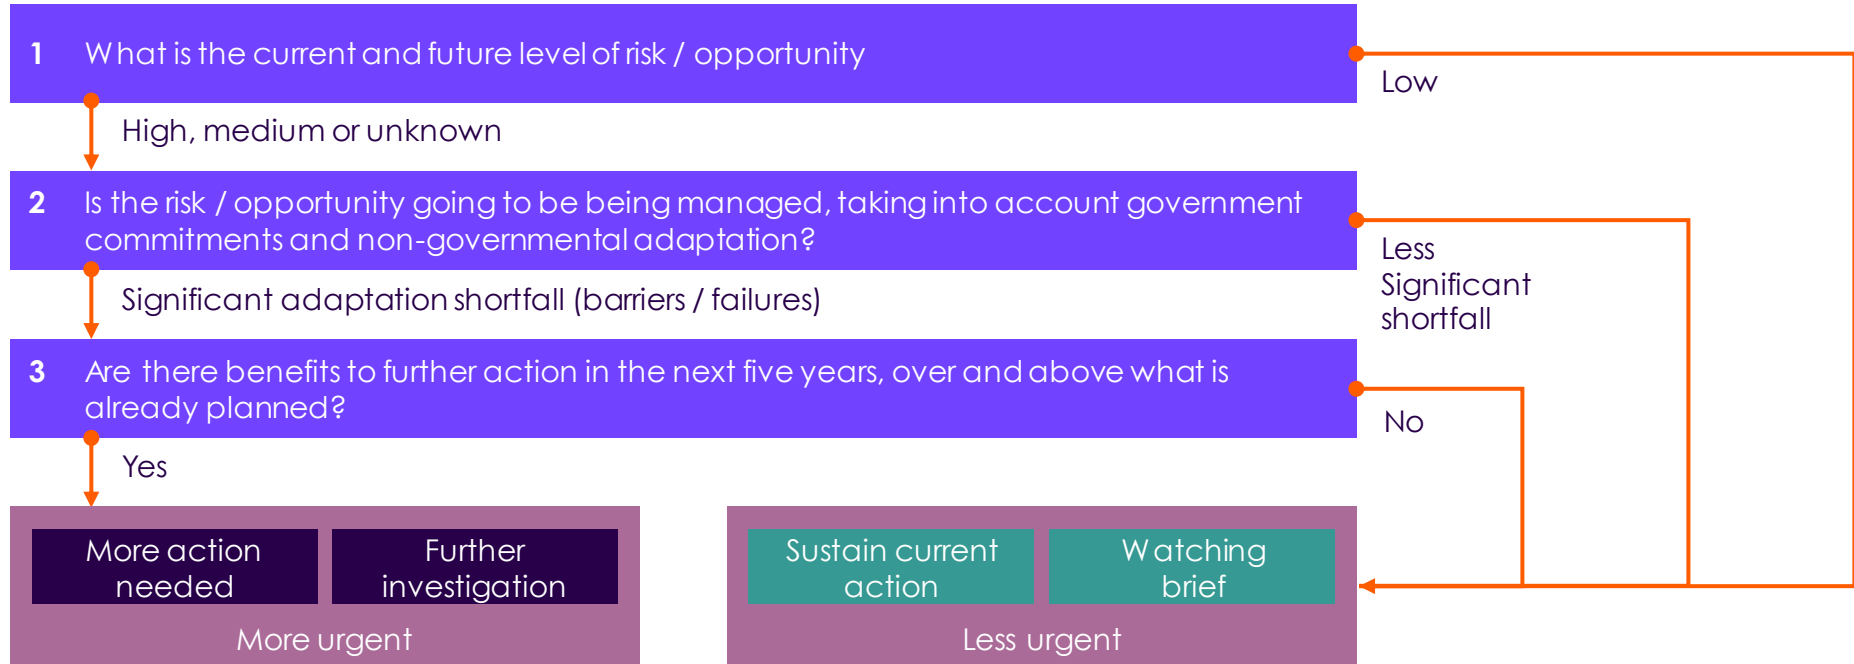 1 What is the current and future level of risk / opportunity
Low
High, medium or unknown
2 Is the risk / opportunity going to be being managed, taking into account government
commitments and non-governmental adaptation?
Less
Significant
shortfall
Significant adaptation shortfall (barriers / failures)
3 Are there benefits to further action in the next five years, over and above what is
already planned?
No
Yes
More action
needed
Further
investigation
More urgent
Sustain current
action
Watching
brief
Less urgent